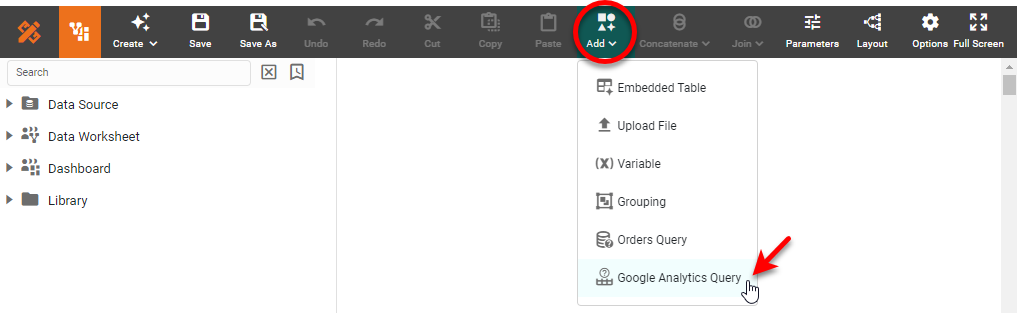 Create
Save
Save As
Undo
Redo
Cut
Copy
Paste
Add
Concatenate
Join
Parameters
Layout
Options
Full Screen
Search
Data Source
Data Worksheet
Dashboard
Library
Embedded Table
Upload File
(x) Variable
Grouping
Orders Query
Google Analytics Query